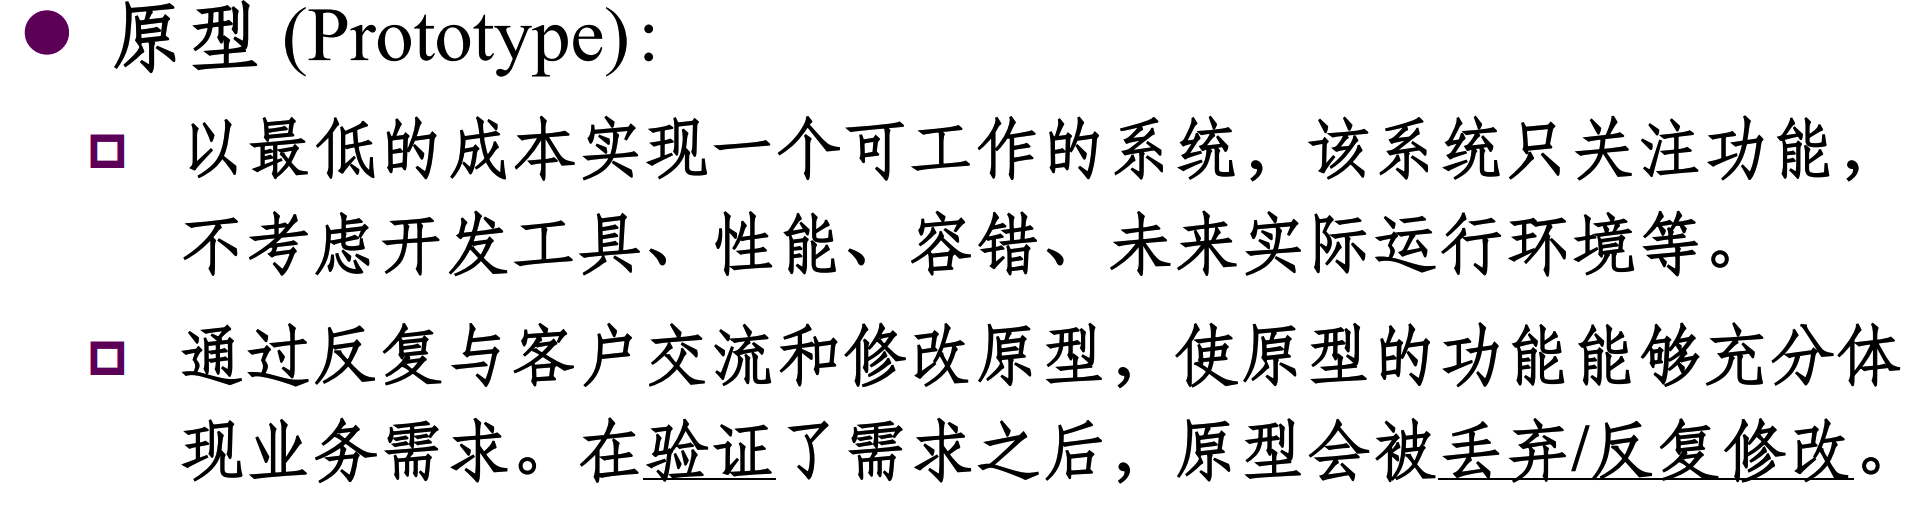 原型 (Prototype):
以最低的成本实现一个可工作的系统，该系统只关注功能，
不考虑开发工具、性能、容错、未来实际运行环境等。
通过反复与客户交流和修改原型，使原型的功能能够充分体
现业务需求。在验证了需求之后，原型会被丢弃/反复修改。